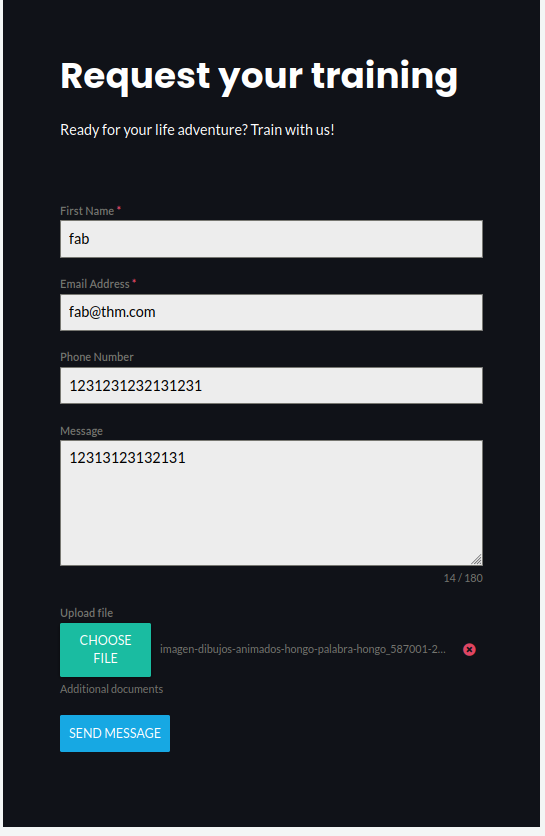 Request your training
Ready for your life adventure? Train with us!
First Name *
fab
Email Address *
fab@thm.com
Phone Number
1231231232131231
Message
12313123132131
14 / 180
Upload file
CHOOSE
FILE
imagen-dibujos-animados-hongo-palabra-hongo_587001-2...
Additional documents
SEND MESSAGE